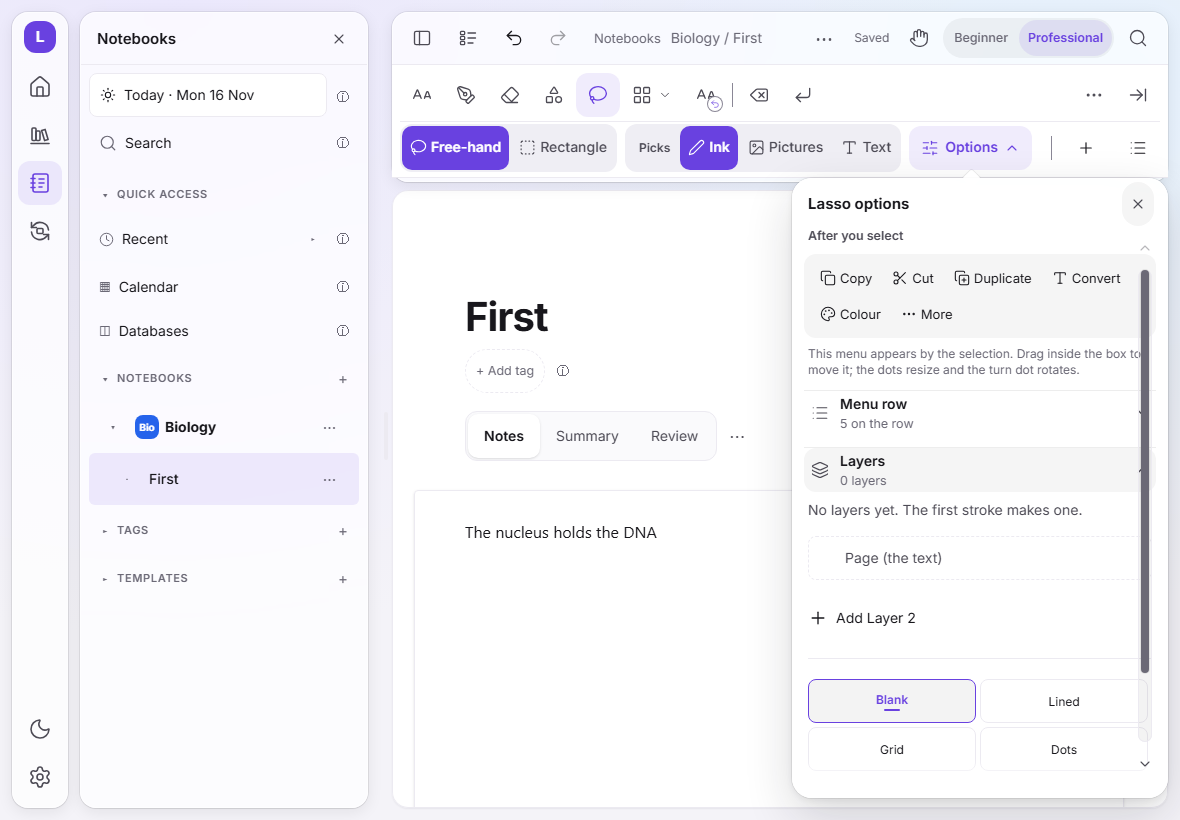 L
Notebooks
Today · Mon 16 Nov
Search
QUICK ACCESS
Recent
Calendar
Databases
NOTEBOOKS
Bio Biology
First
TAGS
TEMPLATES
Notebooks Biology / First
Saved
Beginner Professional
AA
AA
Free-hand Rectangle Picks Ink Pictures Text Options
First
+ Add tag
Notes Summary Review
The nucleus holds the DNA
Lasso options
After you select
Copy Cut Duplicate Convert
Colour More
This menu appears by the selection. Drag inside the box to
move it; the dots resize and the turn dot rotates.
Menu row
5 on the row
Layers
0 layers
No layers yet. The first stroke makes one.
Page (the text)
Add Layer 2
Blank Lined
Grid Dots